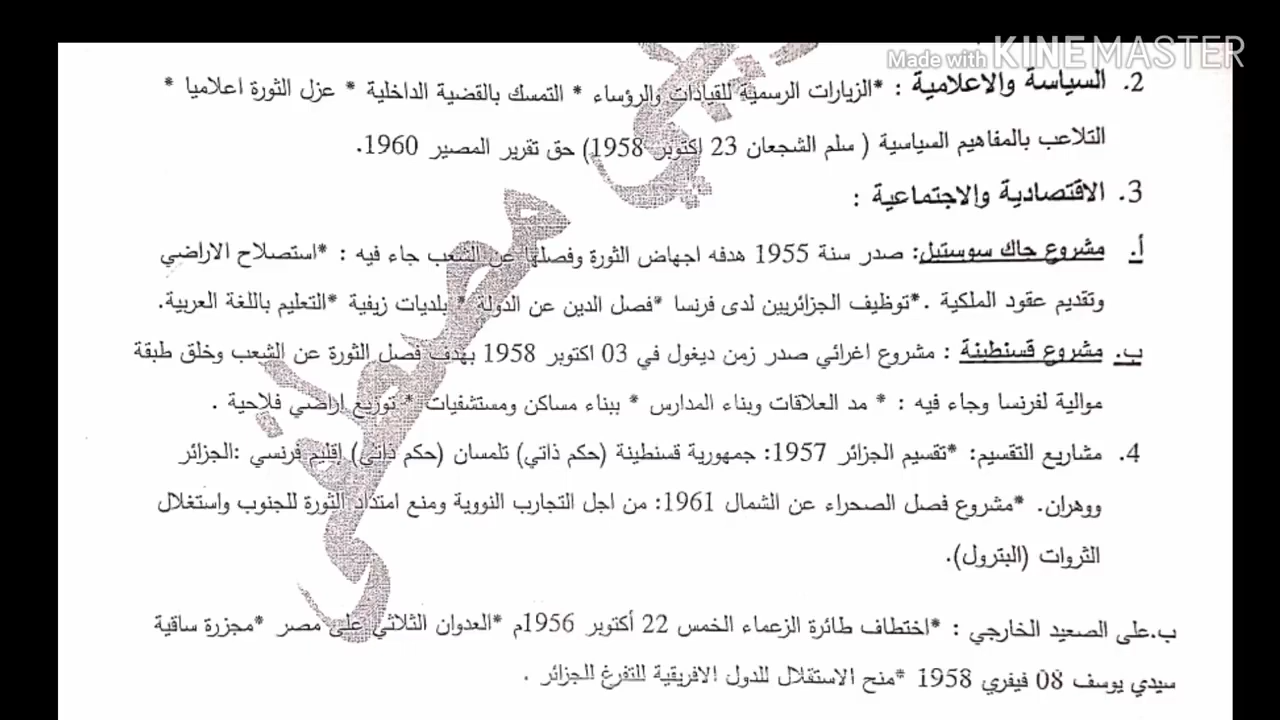 Made with KINEMASTER
2. السياسة والاعلامية : *الزيارات الرسمية للقيادات والرؤساء * التمسك بالقضية الداخلية * عزل الثورة اعلاميا *
التلاعب بالمفاهيم السياسية ( سلم الشجعان 23 اكتوبر 1958) حق تقرير المصير 1960.
3. الاقتصادية والاجتماعية :
أ. مشروع جاك سوستيل: صدر سنة 1955 هدفه اجهاض الثورة وفصلها عن الشعب جاء فيه : *استصلاح الاراضي
وتقديم عقود الملكية .*توظيف الجزائريين لدى فرنسا *فصل الدين عن الدولة * بلديات زيفية *التعليم باللغة العربية.
ب. مشروع قسنطينة : مشروع اغرائي صدر زمن ديغول في 03 اكتوبر 1958 بهدف فصل الثورة عن الشعب وخلق طبقة
موالية لفرنسا وجاء فيه : * مد العلاقات وبناء المدارس * ببناء مساكن ومستشفيات * توزيع اراضي فلاحية .
4. مشاريع التقسيم: *تقسيم الجزائر 1957: جمهورية قسنطينة (حكم ذاتي) تلمسان (حكم ذاتي) إقليم فرنسي :الجزائر
ووهران. *مشروع فصل الصحراء عن الشمال 1961: من اجل التجارب النووية ومنع امتداد الثورة للجنوب واستغلال
الثروات (البترول).
ب.على الصعيد الخارجي : *اختطاف طائرة الزعماء الخمس 22 أكتوبر 1956م *العدوان الثلاثي على مصر *مجزرة ساقية
سيدي يوسف 08 فيفري 1958 *منح الاستقلال للدول الافريقية للتفرغ للجزائر .